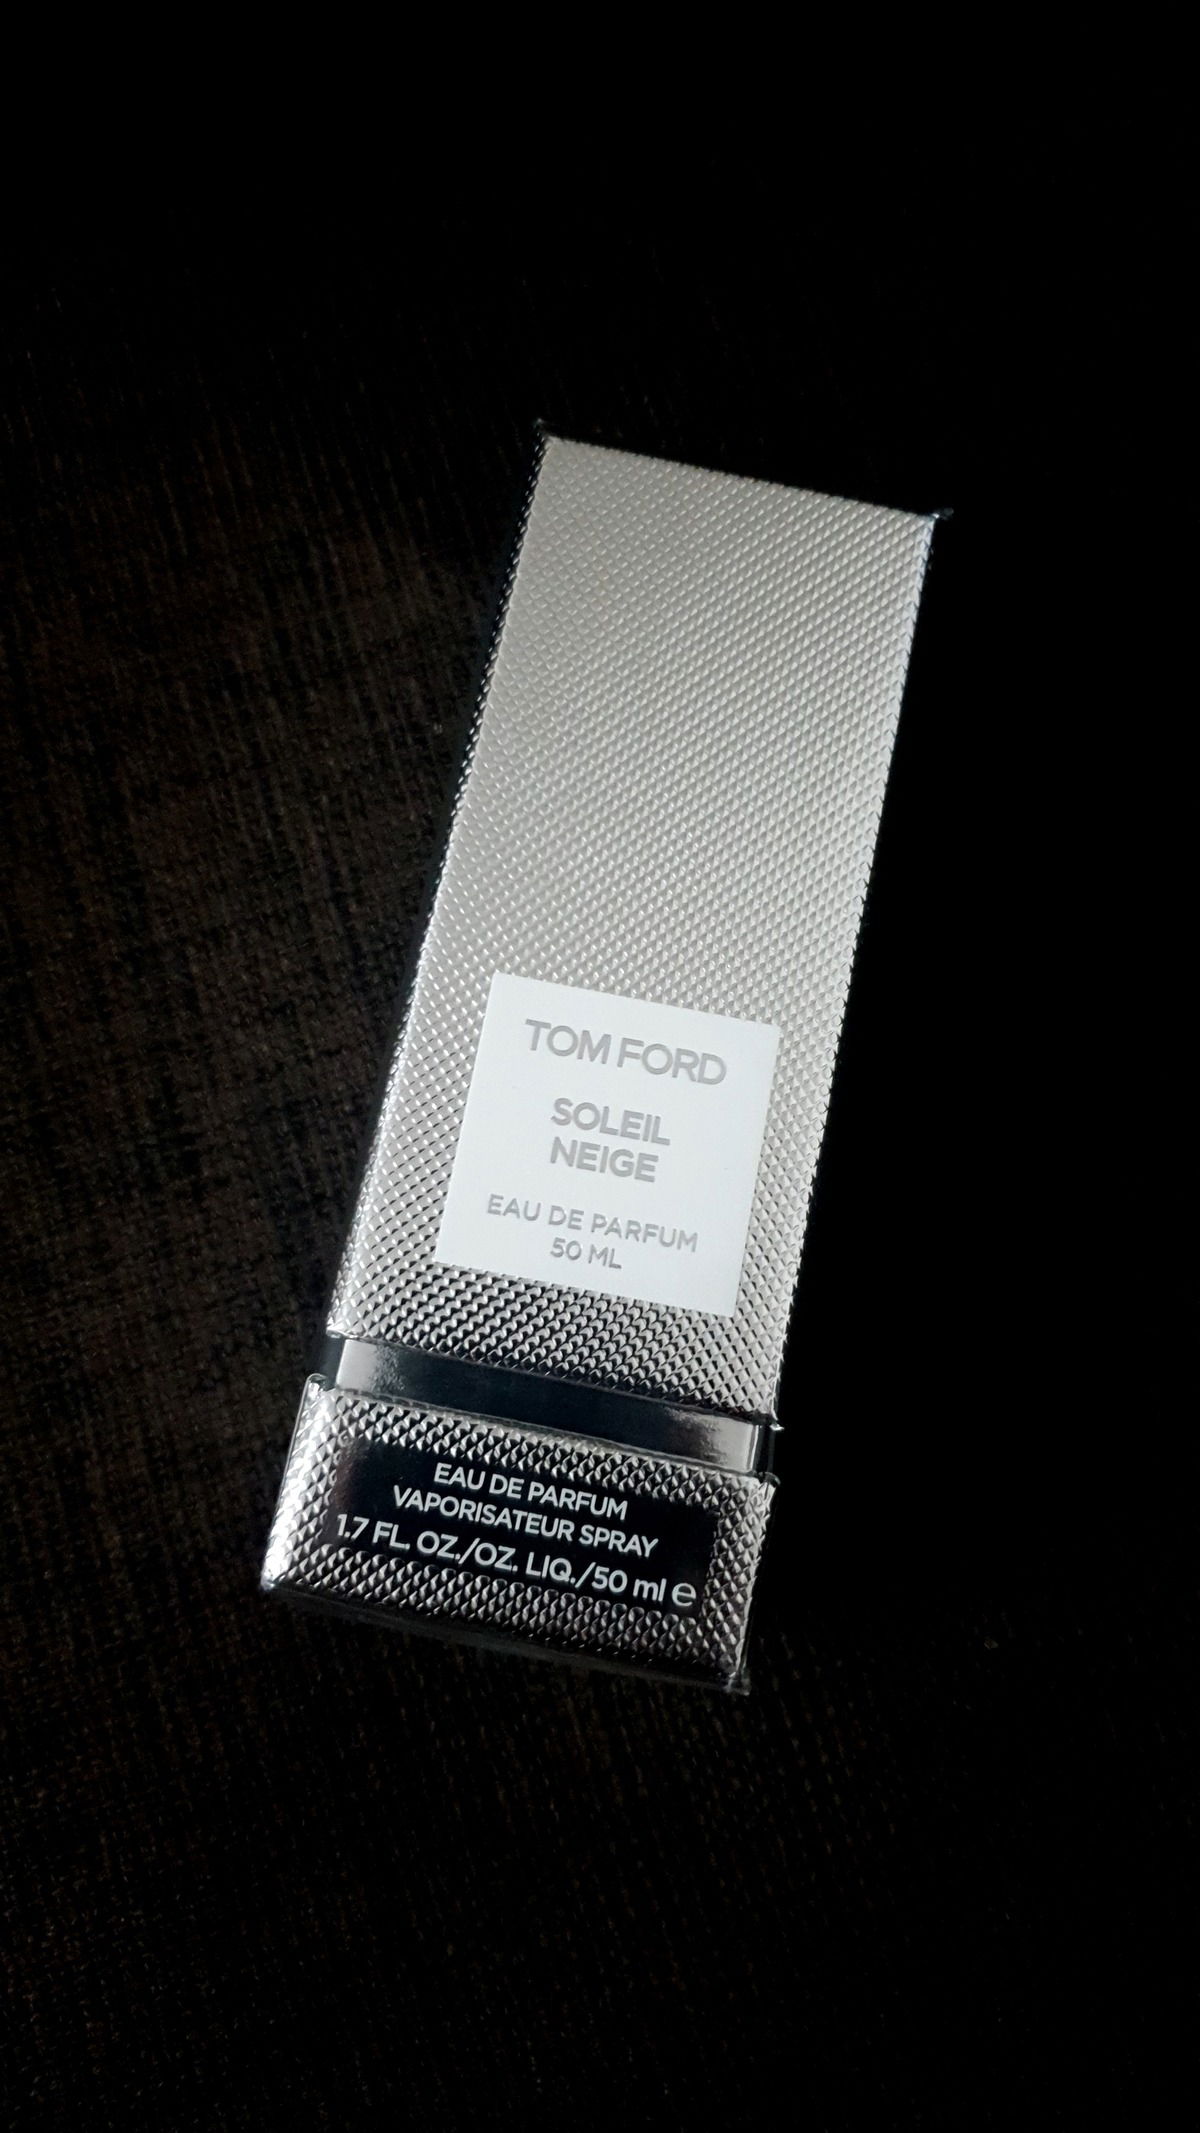 TOM FORD
SOLEIL
NEIGE
EAU DE PARFUM
50 ML
EAU DE PARFUM
VAPORISATEUR SPRAY
1.7 FL. OZ./OZ. LIQ./50 ml ℮